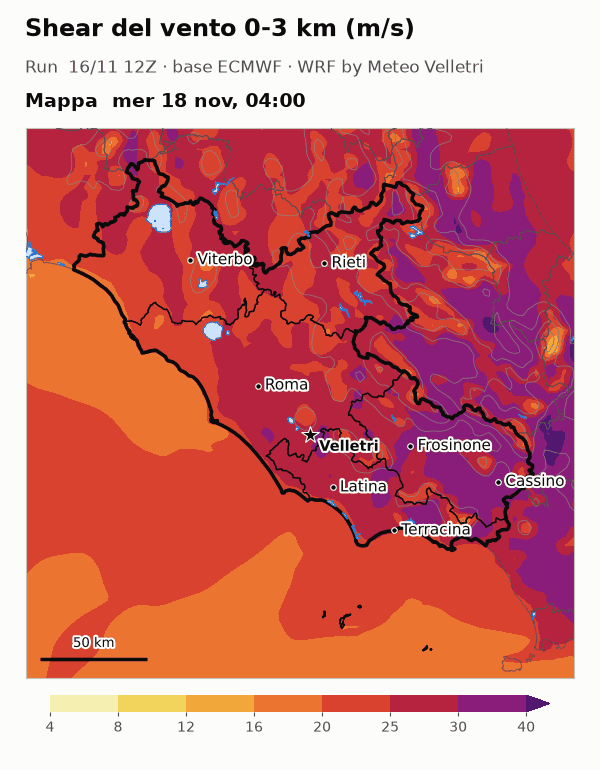 Shear del vento 0-3 km (m/s)
Run  16/11 12Z · base ECMWF · WRF by Meteo Velletri
Mappa  mer 18 nov, 04:00
Viterbo
Rieti
Roma
Velletri
Frosinone
Cassino
Latina
Terracina
50 km
4 8 12 16 20 25 30 40